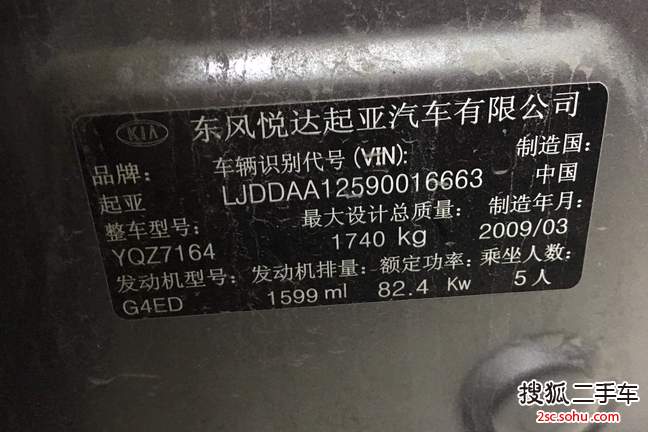 KIA 东风悦达起亚汽车有限公司
品牌: 车辆识别代号(VIN): 制造国:
起亚 LJDDAA12590016663 中国
整车型号: 最大设计总质量: 制造年月:
YQZ7164 1740 kg 2009/03
发动机型号: 发动机排量: 额定功率: 乘坐人数:
G4ED 1599 ml 82.4 Kw 5人
搜狐二手车
2sc.sohu.com